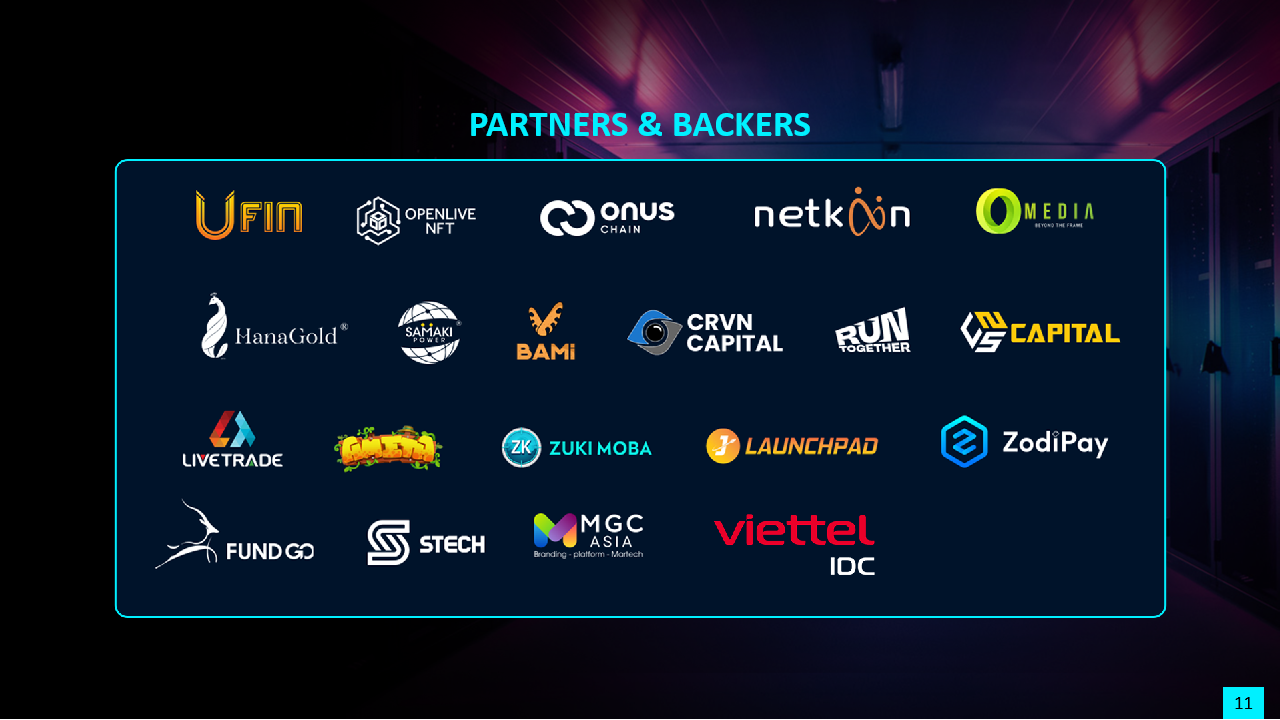 PARTNERS & BACKERS
UFIN
OPENLIVE
NFT
ONUS
CHAIN
netkoin
OMEDIA
BEYOND THE FRAME
HanaGold®
SAMAKI®
POWER
BAMi
CRVN
CAPITAL
RUN
TOGETHER
CAPITAL
LIVETRADE
ZK ZUKI MOBA
LAUNCHPAD
ZodiPay
FUND GO
STECH
MGC
ASIA
Branding - platform - Martech
viettel
IDC
11